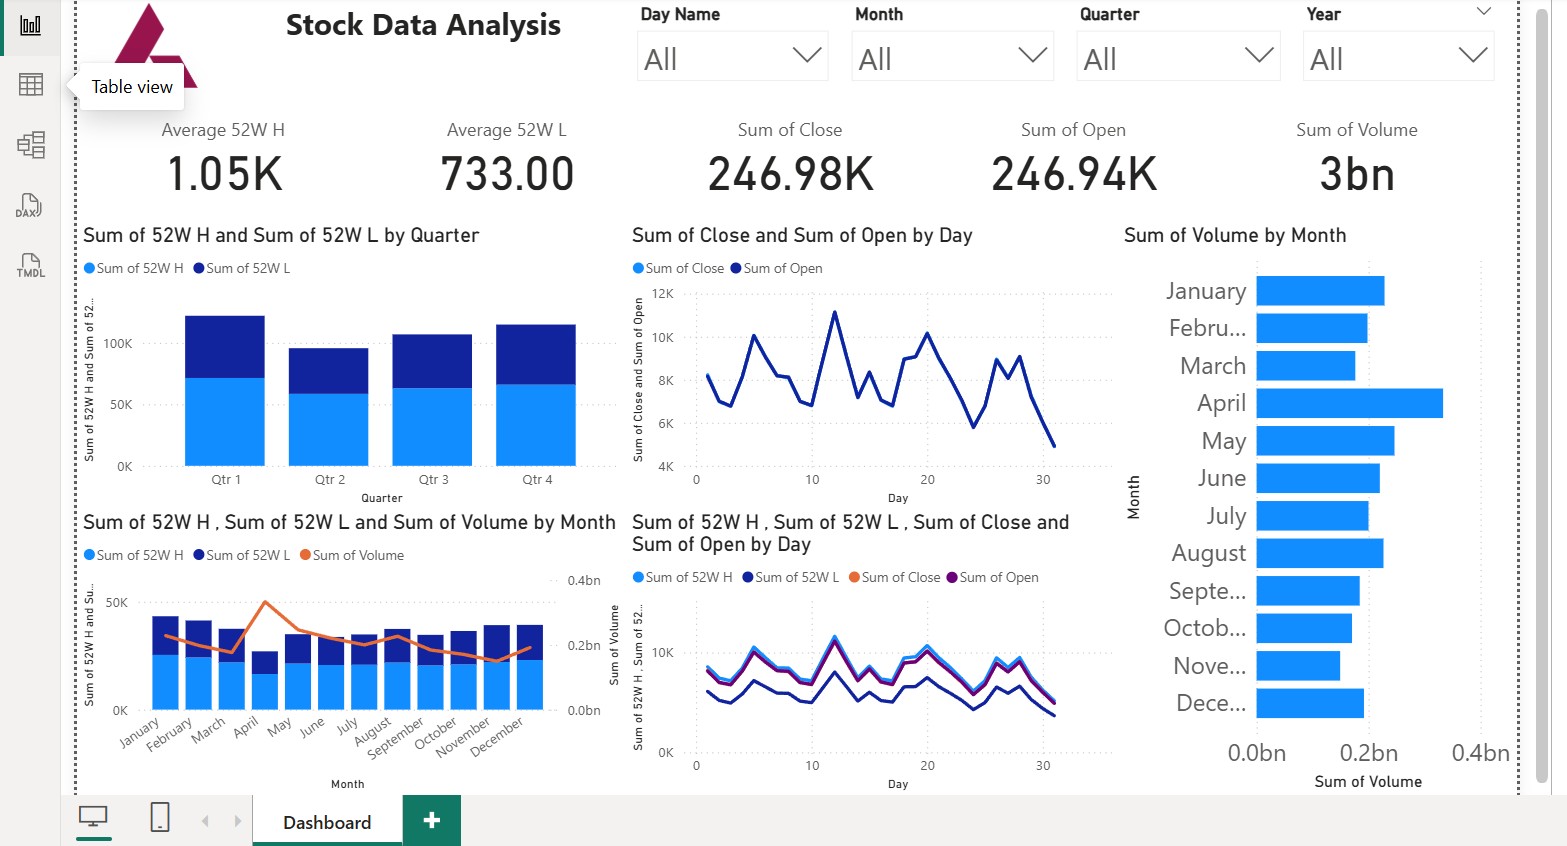 Stock Data Analysis
Day Name
Month
Quarter
Year
All
All
All
All
Table view
DAX
TMDL
Average 52W H
Average 52W L
Sum of Close
Sum of Open
Sum of Volume
1.05K
733.00
246.98K
246.94K
3bn
Sum of 52W H and Sum of 52W L by Quarter
Sum of 52W H
Sum of 52W L
Sum of 52W H and Sum of 52...
100K
50K
0K
Qtr 1
Qtr 2
Qtr 3
Qtr 4
Quarter
Sum of Close and Sum of Open by Day
Sum of Close
Sum of Open
Sum of Close and Sum of Open
12K
10K
8K
6K
4K
0
10
20
30
Day
Sum of Volume by Month
Month
January
Febru...
March
April
May
June
July
August
Septe...
Octob...
Nove...
Dece...
0.0bn
0.2bn
0.4bn
Sum of Volume
Sum of 52W H , Sum of 52W L and Sum of Volume by Month
Sum of 52W H
Sum of 52W L
Sum of Volume
Sum of 52W H and Su...
50K
0K
0.4bn
0.2bn
0.0bn
Sum of Volume
January
February
March
April
May
June
July
August
September
October
November
December
Month
Sum of 52W H , Sum of 52W L , Sum of Close and
Sum of Open by Day
Sum of 52W H
Sum of 52W L
Sum of Close
Sum of Open
Sum of 52W H , Sum of 52...
10K
0K
0
10
20
30
Day
Dashboard
+